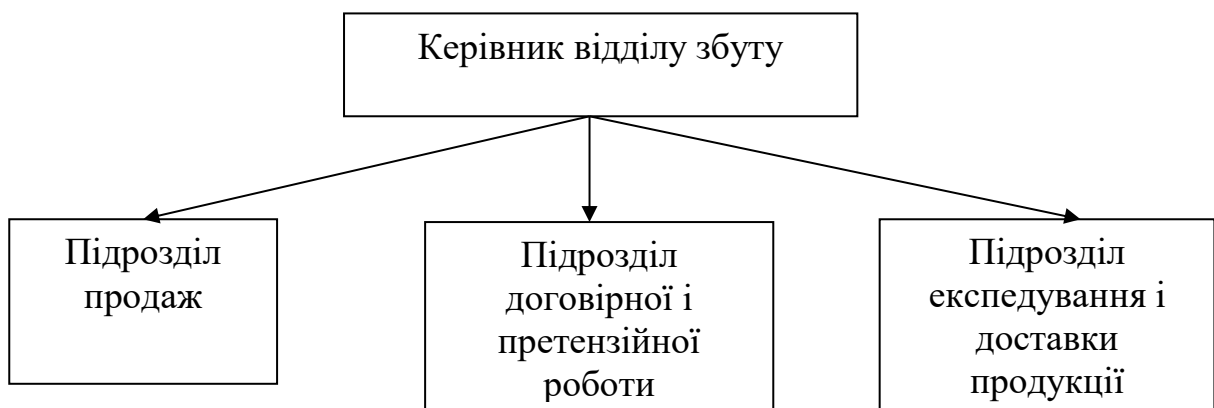 Керівник відділу збуту
Підрозділ
продаж
Підрозділ
договірної і
претензійної
роботи
Підрозділ
експедування і
доставки
продукції